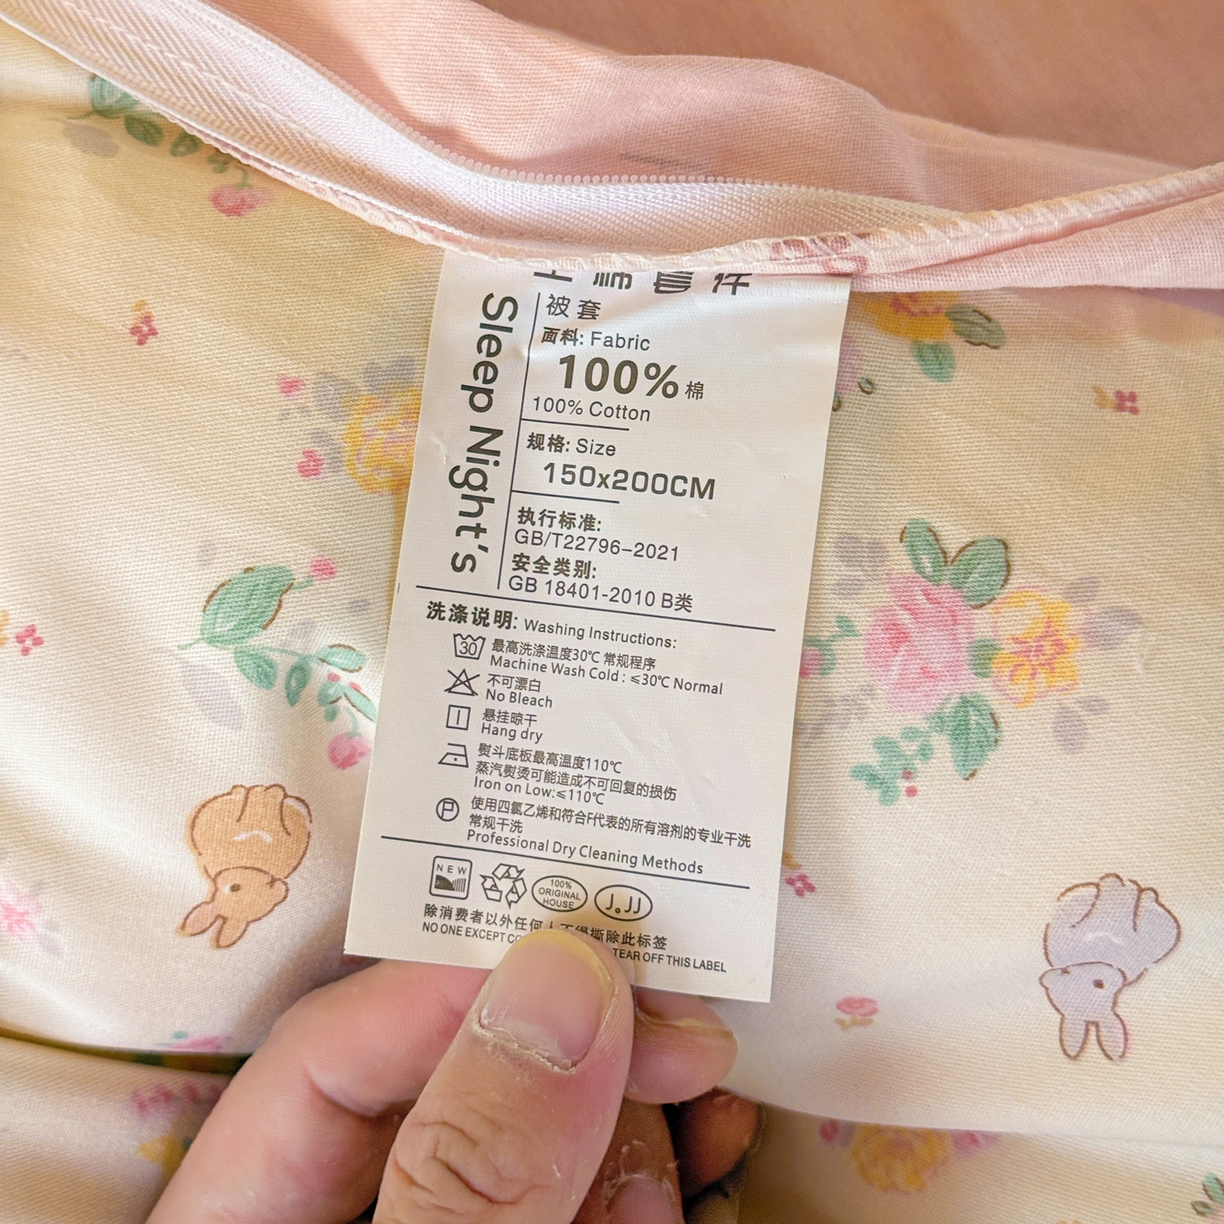 棉套件
Sleep Night's
被套
面料: Fabric
100%棉
100% Cotton
规格: Size
150x200CM
执行标准:
GB/T22796–2021
安全类别:
GB 18401-2010 B类
洗涤说明: Washing Instructions:
30 最高洗涤温度30℃ 常规程序
Machine Wash Cold : ≤30℃ Normal
不可漂白
No Bleach
悬挂晾干
Hang dry
熨斗底板最高温度110℃
蒸汽熨烫可能造成不可回复的损伤
Iron on Low:≤110℃
P 使用四氯乙烯和符合F代表的所有溶剂的专业干洗
常规干洗
Professional Dry Cleaning Methods
NEW
100%
ORIGINAL
HOUSE
J。JJ
除消费者以外任何人不得撕除此标签
NO ONE EXCEPT TEAR OFF THIS LABEL